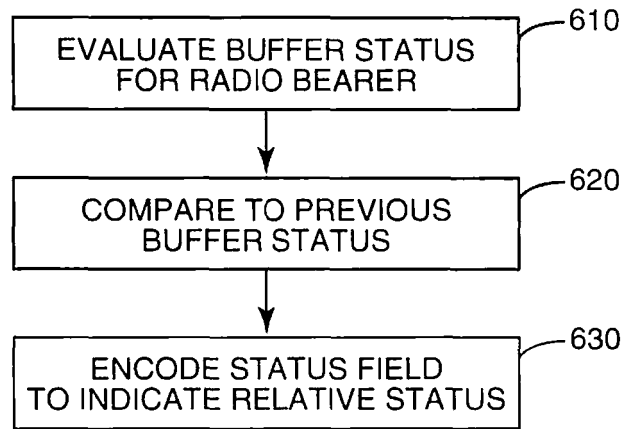 610
EVALUATE BUFFER STATUS
FOR RADIO BEARER
620
COMPARE TO PREVIOUS
BUFFER STATUS
630
ENCODE STATUS FIELD
TO INDICATE RELATIVE STATUS